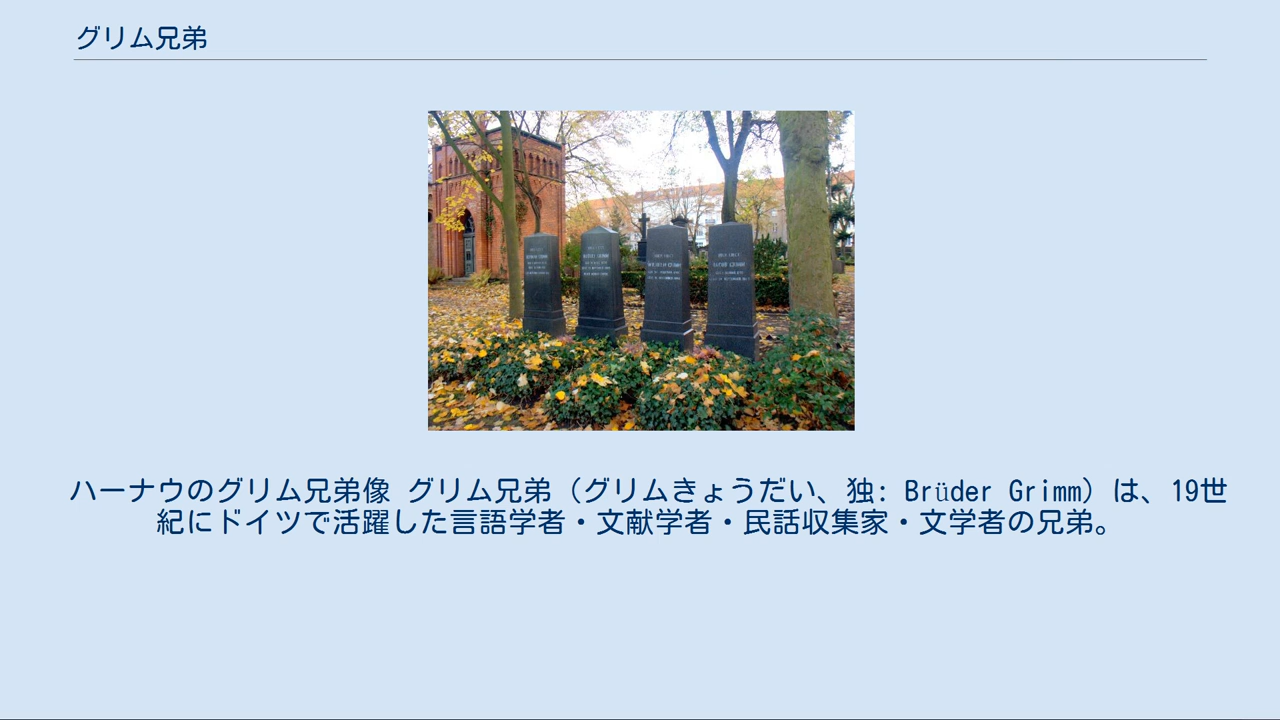 グリム兄弟
ハーナウのグリム兄弟像 グリム兄弟（グリムきょうだい、独: Brüder Grimm）は、19世
紀にドイツで活躍した言語学者・文献学者・民話収集家・文学者の兄弟。